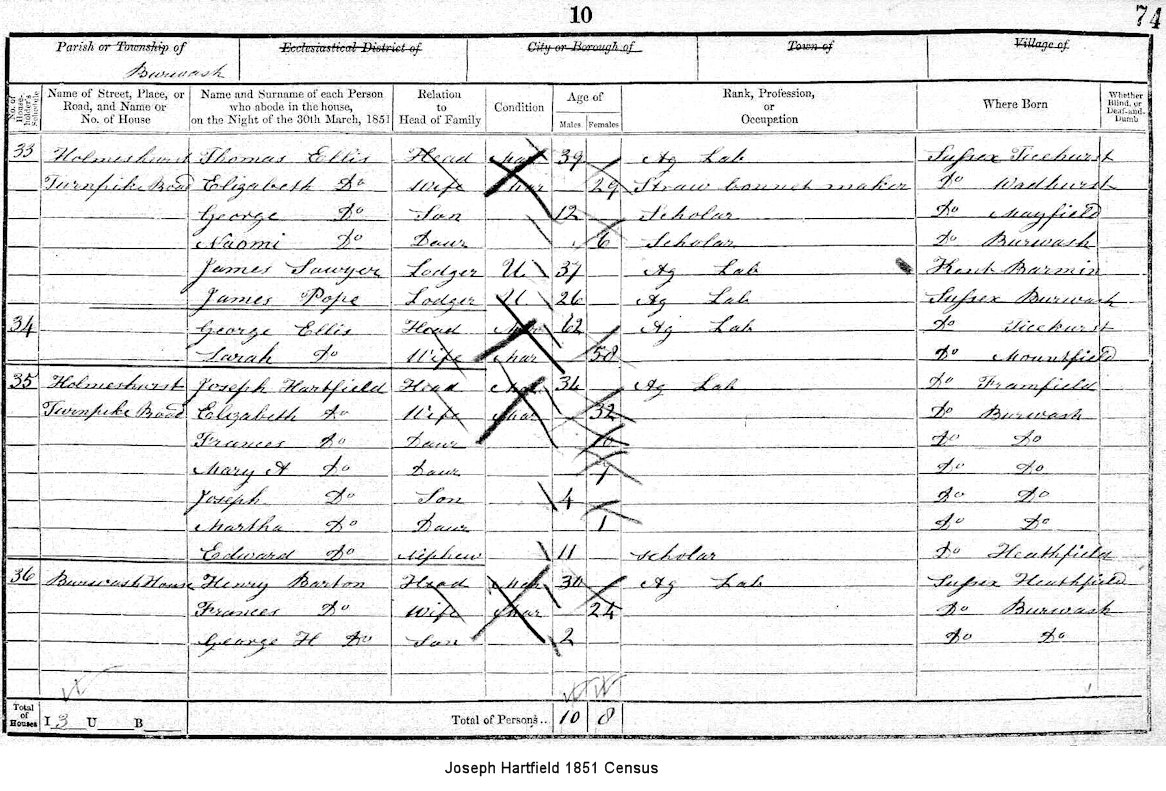 10
74
Parish or Township of Ecclesiastical District of City or Borough of Town of Village of
Burwash
No. of House-holder's Schedule Name of Street, Place, or Road, and Name or No. of House Name and Surname of each Person who abode in the house, on the Night of the 30th March, 1851 Relation to Head of Family Condition Age of Males Females Rank, Profession, or Occupation Where Born Whether Blind, or Deaf-and-Dumb
33 Holmeshurst Thomas Ellis Head Mar 39 Ag Lab Sussex Ticehurst
Turnpike Road Elizabeth Do Wife Mar 29 Straw bonnet maker Do Wadhurst
George Do Son 12 Scholar Do Mayfield
Naomi Do Daur 6 Scholar Do Burwash
James Sawyer Lodger U 37 Ag Lab Kent Barmin
James Pope Lodger U 26 Ag Lab Sussex Burwash
34 George Ellis Head Mar 62 Ag Lab Do Ticehurst
Sarah Do Wife Mar 58 Do Mountfield
35 Holmeshurst Joseph Hartfield Head Mar 34 Ag Lab Do Framfield
Turnpike Road Elizabeth Do Wife Mar 32 Do Burwash
Frances Do Daur 10 Do Do
Mary A Do Daur 7 Do Do
Joseph Do Son 4 Do Do
Martha Do Daur 1 Do Do
Edward Do Nephew 11 scholar Do Heathfield
36 Burwash House Henry Barton Head Mar 30 Ag Lab Sussex Heathfield
Frances Do Wife Mar 24 Do Burwash
George H Do Son 2 Do Do
Total of Houses I 3 U B Total of Persons... 10 8
Joseph Hartfield 1851 Census